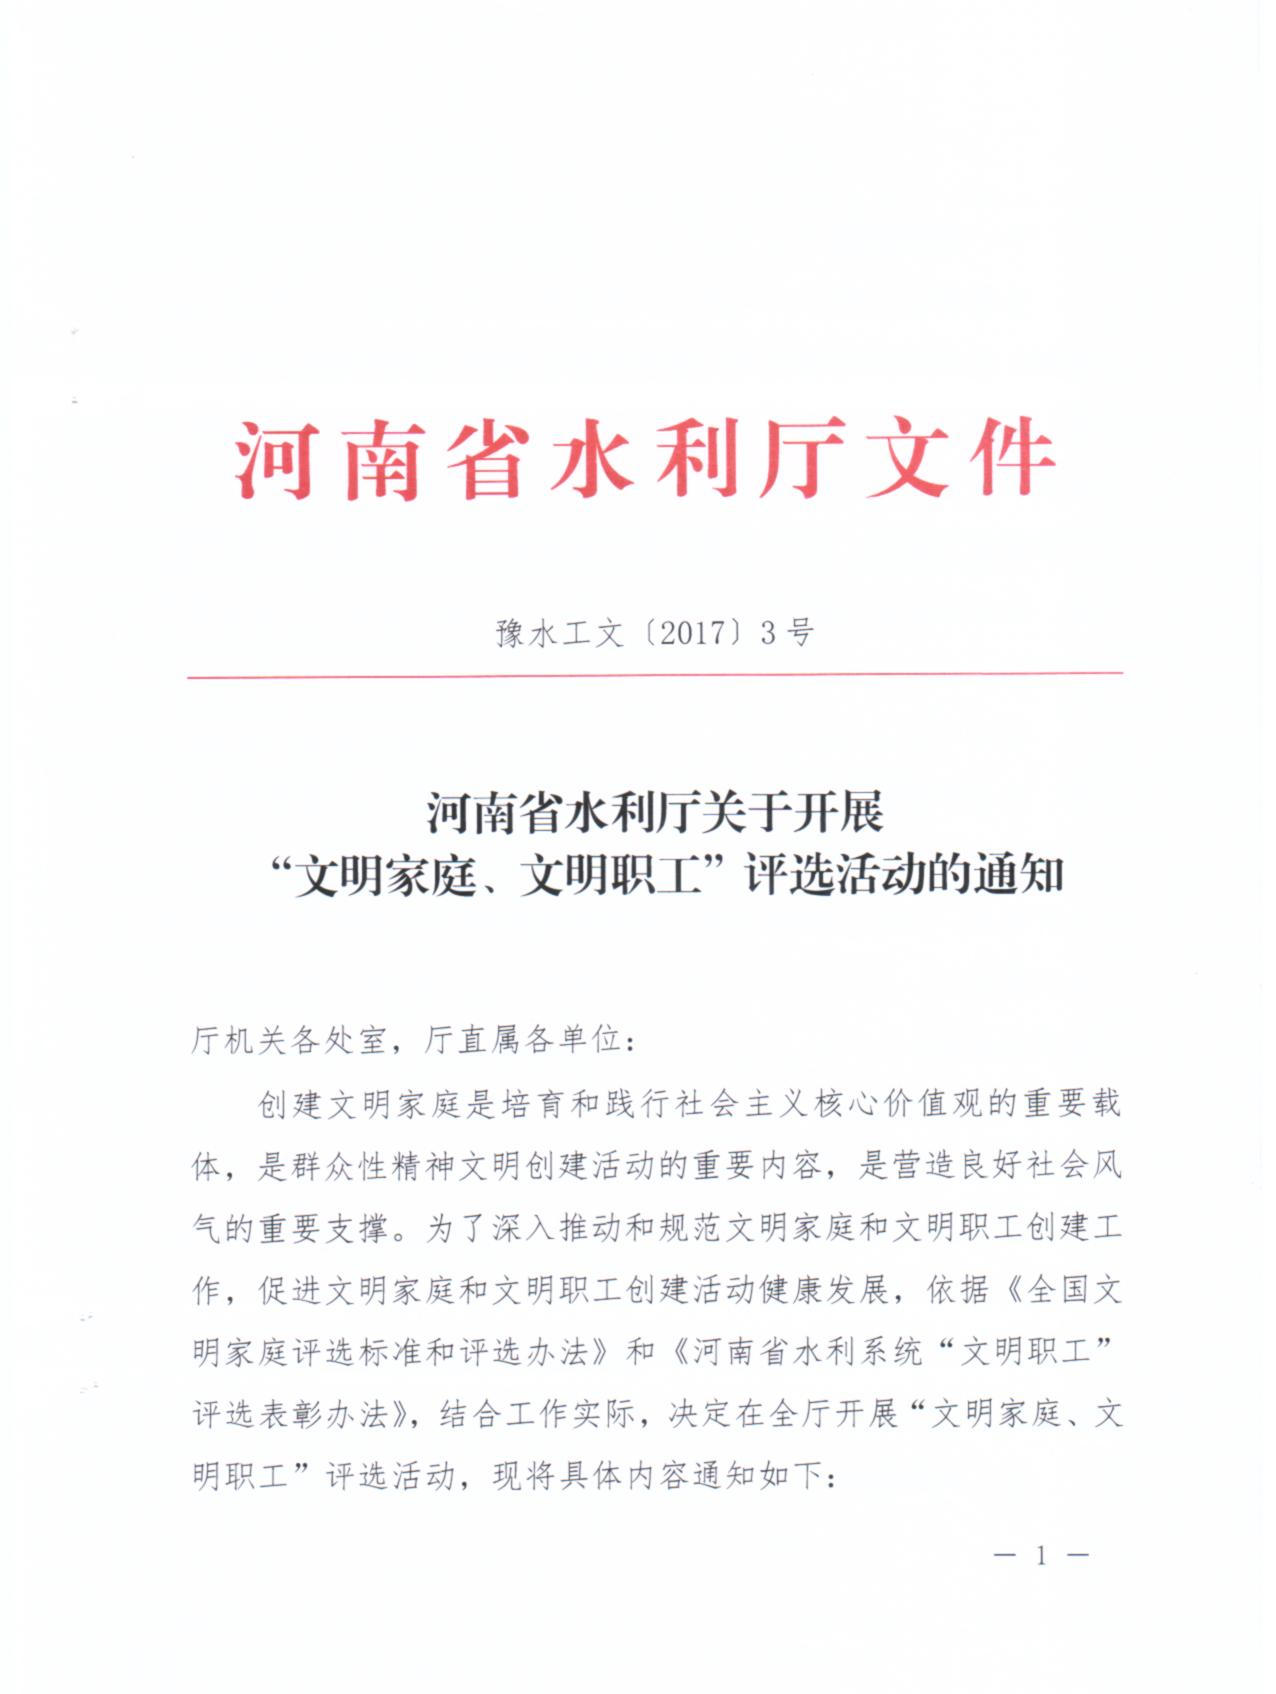 河南省水利厅文件
豫水工文〔2017〕3号
河南省水利厅关于开展
“文明家庭、文明职工”评选活动的通知
厅机关各处室，厅直属各单位：
创建文明家庭是培育和践行社会主义核心价值观的重要载
体，是群众性精神文明创建活动的重要内容，是营造良好社会风
气的重要支撑。为了深入推动和规范文明家庭和文明职工创建工
作，促进文明家庭和文明职工创建活动健康发展，依据《全国文
明家庭评选标准和评选办法》和《河南省水利系统“文明职工”
评选表彰办法》，结合工作实际，决定在全厅开展“文明家庭、文
明职工”评选活动，现将具体内容通知如下：
— 1 —